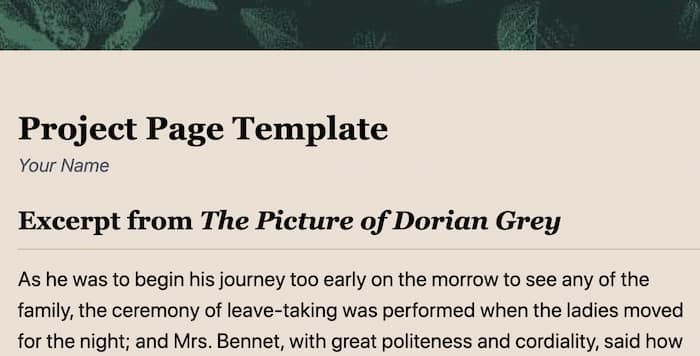 Project Page Template
Your Name
Excerpt from The Picture of Dorian Grey
As he was to begin his journey too early on the morrow to see any of the
family, the ceremony of leave-taking was performed when the ladies moved
for the night; and Mrs. Bennet, with great politeness and cordiality, said how